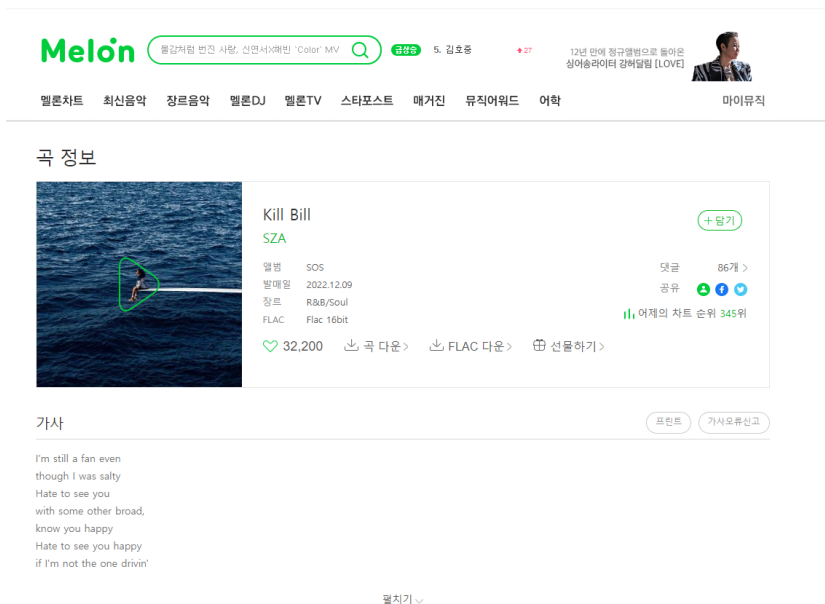 Melon
물감처럼 번진 사랑, 신연서X해빈 'Color' MV
급상승 5. 김호중 27
12년 만에 정규앨범으로 돌아온
싱어송라이터 강허달림 [LOVE]
멜론차트 최신음악 장르음악 멜론DJ 멜론TV 스타포스트 매거진 뮤직어워드 어학 마이뮤직
곡 정보
Kill Bill
+ 담기
SZA
앨범 SOS
댓글 86개 >
발매일 2022.12.09
공유
장르 R&B/Soul
어제의 차트 순위 345위
FLAC Flac 16bit
32,200 곡 다운> FLAC 다운> 선물하기>
가사
프린트 가사오류신고
I'm still a fan even
though I was salty
Hate to see you
with some other broad,
know you happy
Hate to see you happy
if I'm not the one drivin'
펼치기